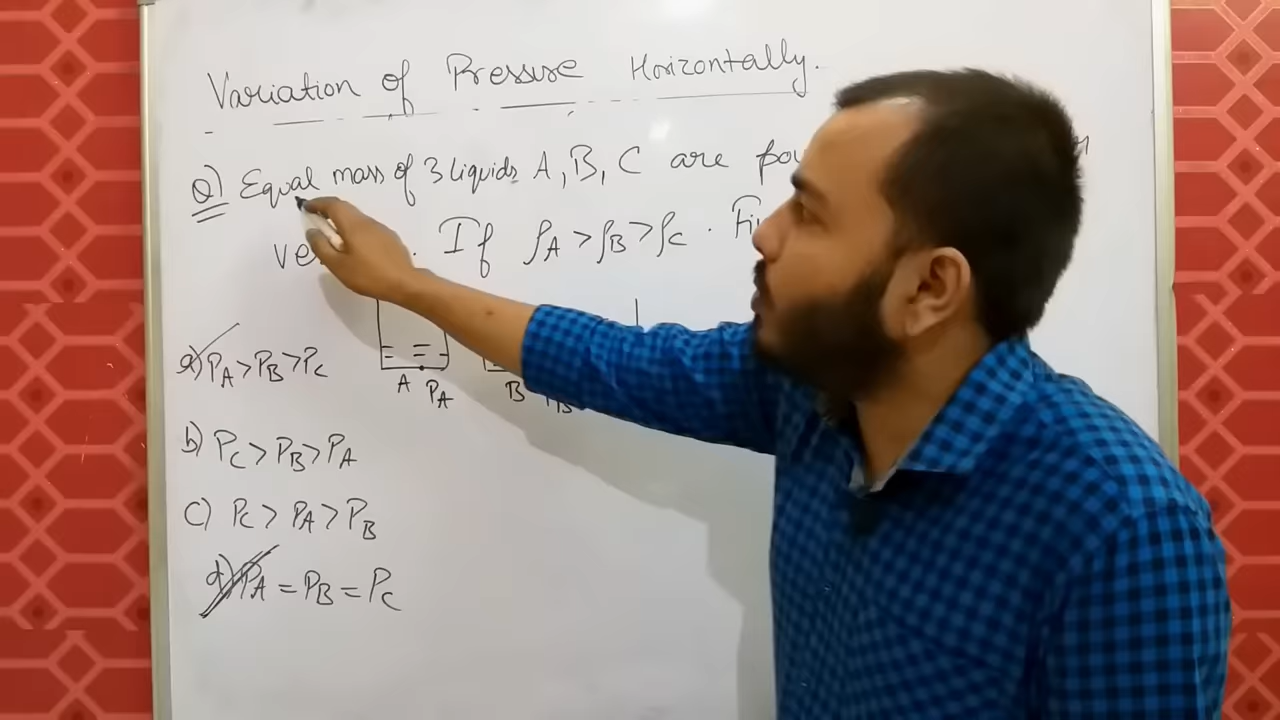 Variation of Pressure Horizontally.
Q) Equal mass of 3 liquids A, B, C are
If ρA > ρB > ρC .
a) PA > PB > PC
A PA B PB
b) PC > PB > PA
c) PC > PA > PB
d) PA = PB = PC